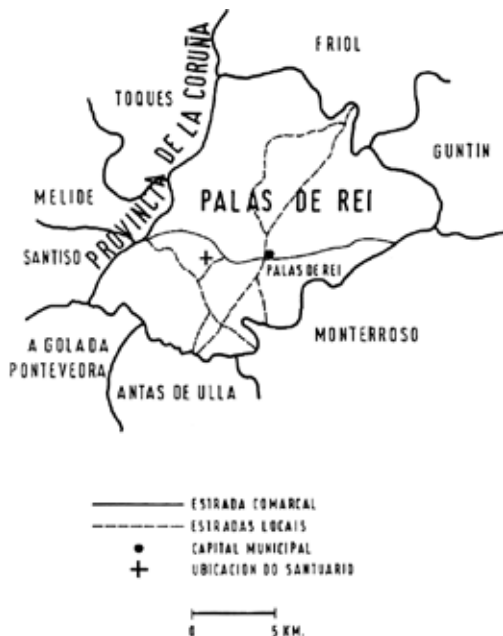 FRIOL
TOQUES
PROVINCIA DE LA CORUÑA
GUNTIN
MELIDE
PALAS DE REI
SANTISO
PALAS DE REI
MONTERROSO
A GOLADA
PONTEVEDRA
ANTAS DE ULLA
ESTRADA COMARCAL
ESTRADAS LOCAIS
CAPITAL MUNICIPAL
UBICACION DO SANTUARIO
0 5 KM.